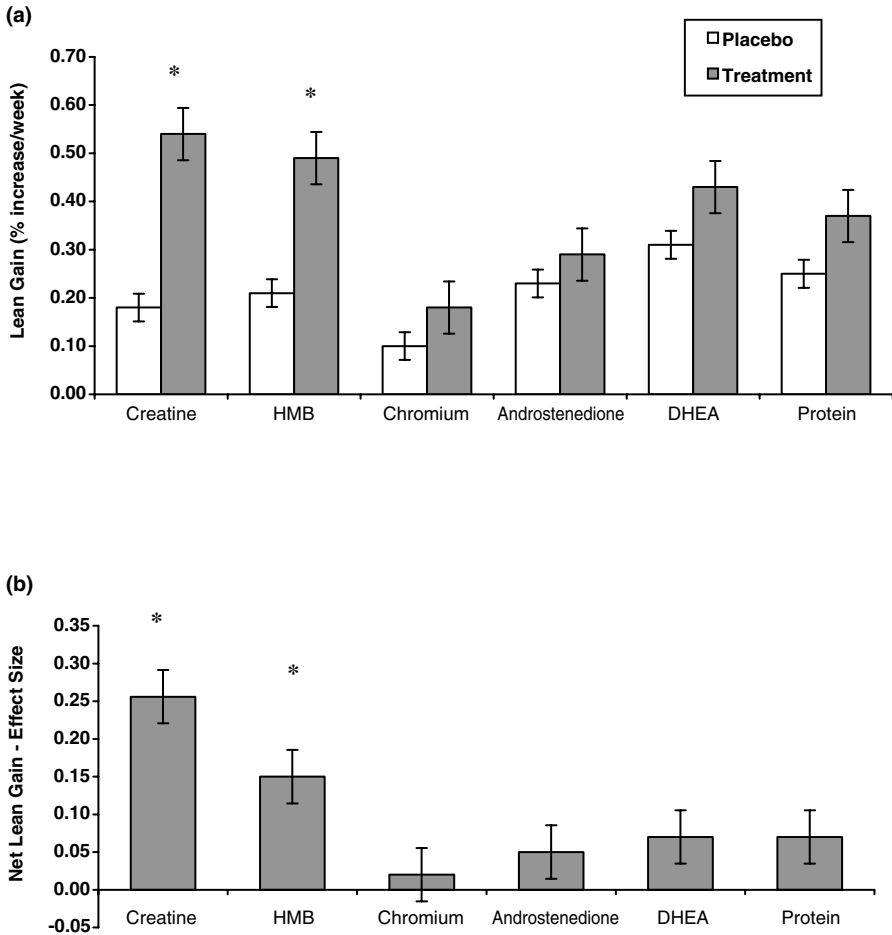 (a)
Placebo
Treatment
Lean Gain (% increase/week)
0.70
0.60
0.50
0.40
0.30
0.20
0.10
0.00
*
*
Creatine HMB Chromium Androstenedione DHEA Protein
(b)
Net Lean Gain - Effect Size
0.35
0.30
0.25
0.20
0.15
0.10
0.05
0.00
-0.05
*
*
Creatine HMB Chromium Androstenedione DHEA Protein